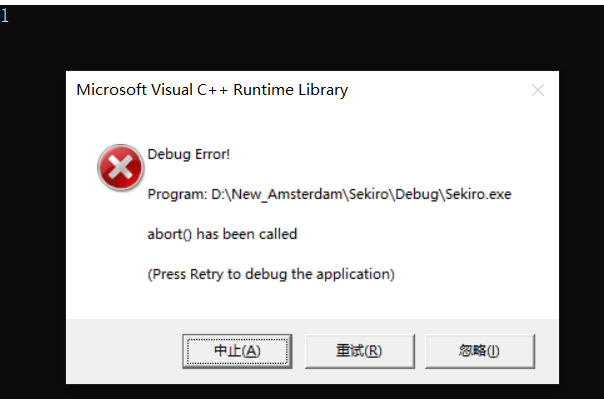 1
Microsoft Visual C++ Runtime Library
Debug Error!
Program: D:\New_Amsterdam\Sekiro\Debug\Sekiro.exe
abort() has been called
(Press Retry to debug the application)
中止(A) 重试(R) 忽略(I)